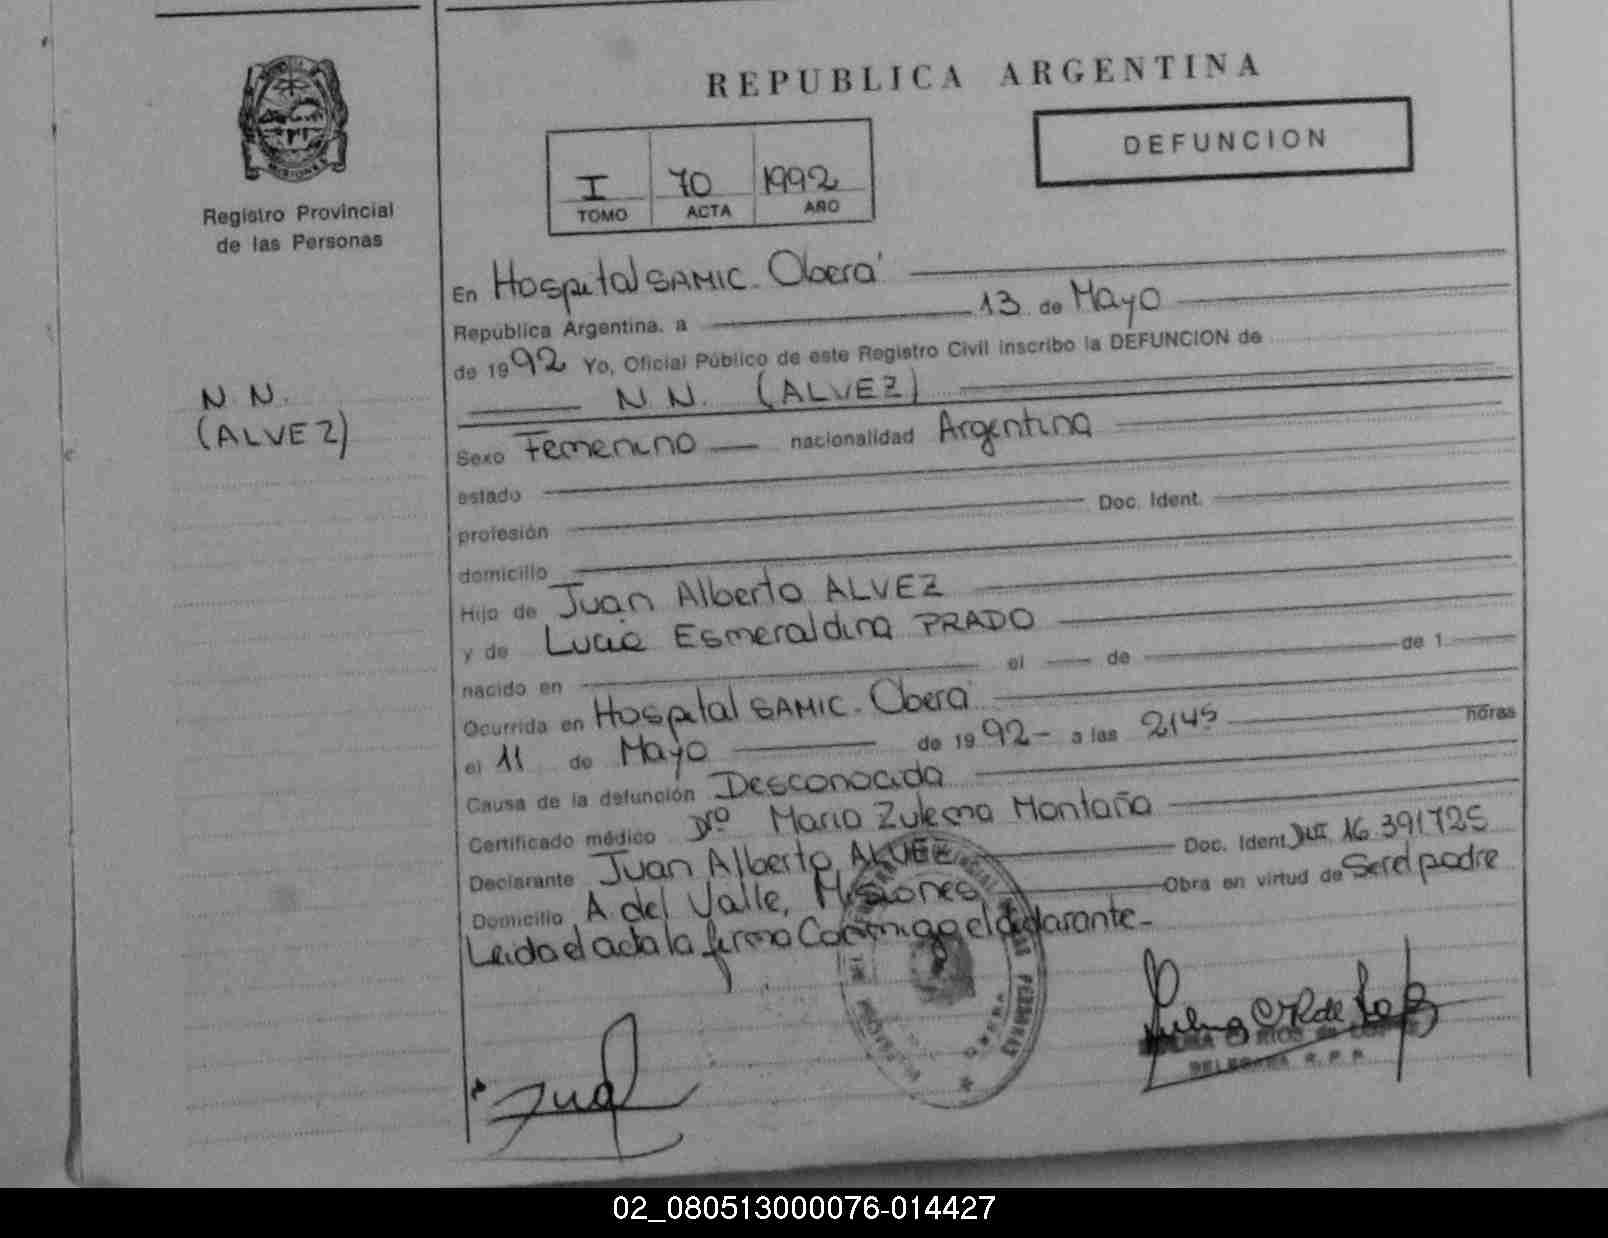 REPUBLICA ARGENTINA
DEFUNCION
I 70 1992
TOMO ACTA AÑO
MISIONES
Registro Provincial
de las Personas
N. N.
(ALVEZ)
En Hospital SAMIC - Oberá
República Argentina, a 13 de Mayo
de 1992 Yo, Oficial Público de este Registro Civil inscribo la DEFUNCION de
N. N. (ALVEZ)
Sexo Femenino nacionalidad Argentina
estado
profesión Doc. Ident.
domicilio
Hijo de Juan Alberto ALVEZ
y de Lucia Esmeraldina PRADO
nacido en el de de 1
Ocurrida en Hospital SAMIC - Oberá
el 11 de Mayo de 1992 - a las 2145 horas
Causa de la defunción Desconocida
Certificado médico Dra Maria Zulema Montaña
Declarante Juan Alberto ALVEZ Doc. Ident. DNI 16.391725
Domicilio A. del Valle, Misiones Obra en virtud de Ser el padre
Leida el acta la firma Conmigo el declarante -
RIOS de
DELEGADA R. P. P.
02_080513000076-014427